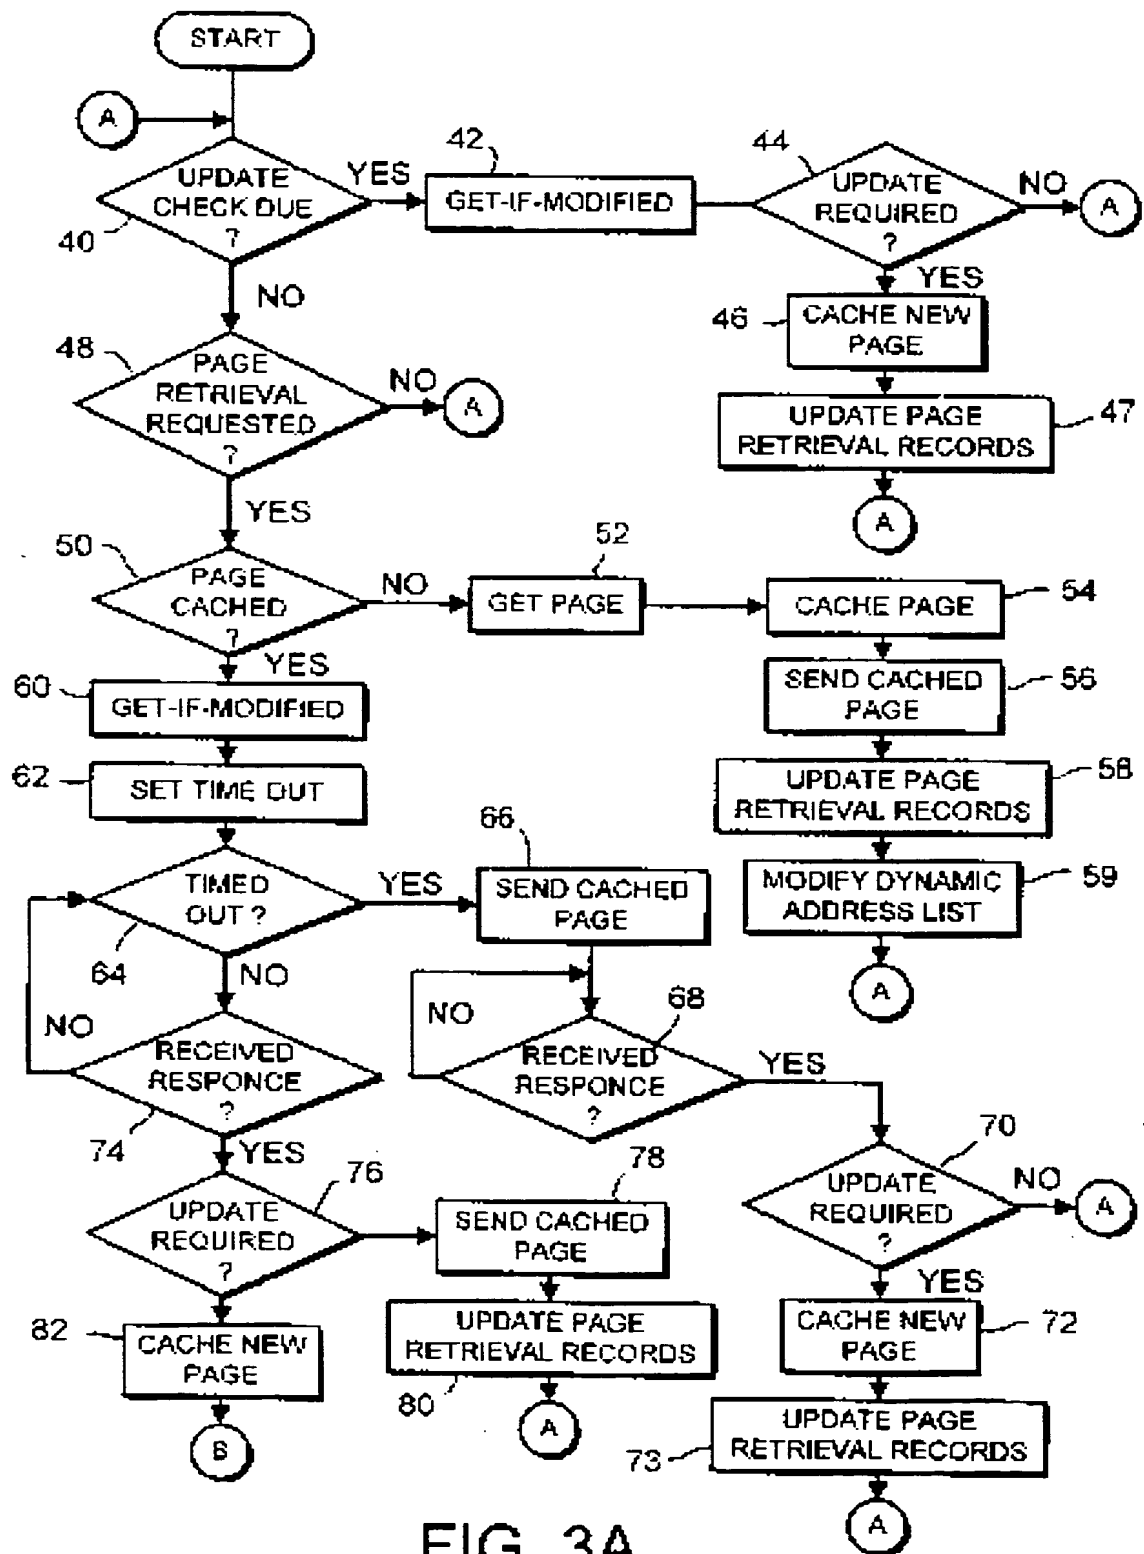 START
A
UPDATE
CHECK DUE
?
40
YES
42
GET-IF-MODIFIED
44
UPDATE
REQUIRED
?
NO
A
YES
46
CACHE NEW
PAGE
UPDATE PAGE
RETRIEVAL RECORDS
47
A
NO
48
PAGE
RETRIEVAL
REQUESTED
?
NO
A
YES
50
PAGE
CACHED
?
NO
52
GET PAGE
CACHE PAGE
54
SEND CACHED
PAGE
56
UPDATE PAGE
RETRIEVAL RECORDS
58
MODIFY DYNAMIC
ADDRESS LIST
59
A
YES
60
GET-IF-MODIFIED
62
SET TIME OUT
TIMED
OUT ?
64
YES
66
SEND CACHED
PAGE
NO
NO
RECEIVED
RESPONCE
?
74
NO
68
RECEIVED
RESPONCE
?
YES
70
UPDATE
REQUIRED
?
NO
A
YES
CACHE NEW
PAGE
72
UPDATE PAGE
RETRIEVAL RECORDS
73
A
YES
76
UPDATE
REQUIRED
?
78
SEND CACHED
PAGE
UPDATE PAGE
RETRIEVAL RECORDS
80
A
82
CACHE NEW
PAGE
B
FIG. 3A